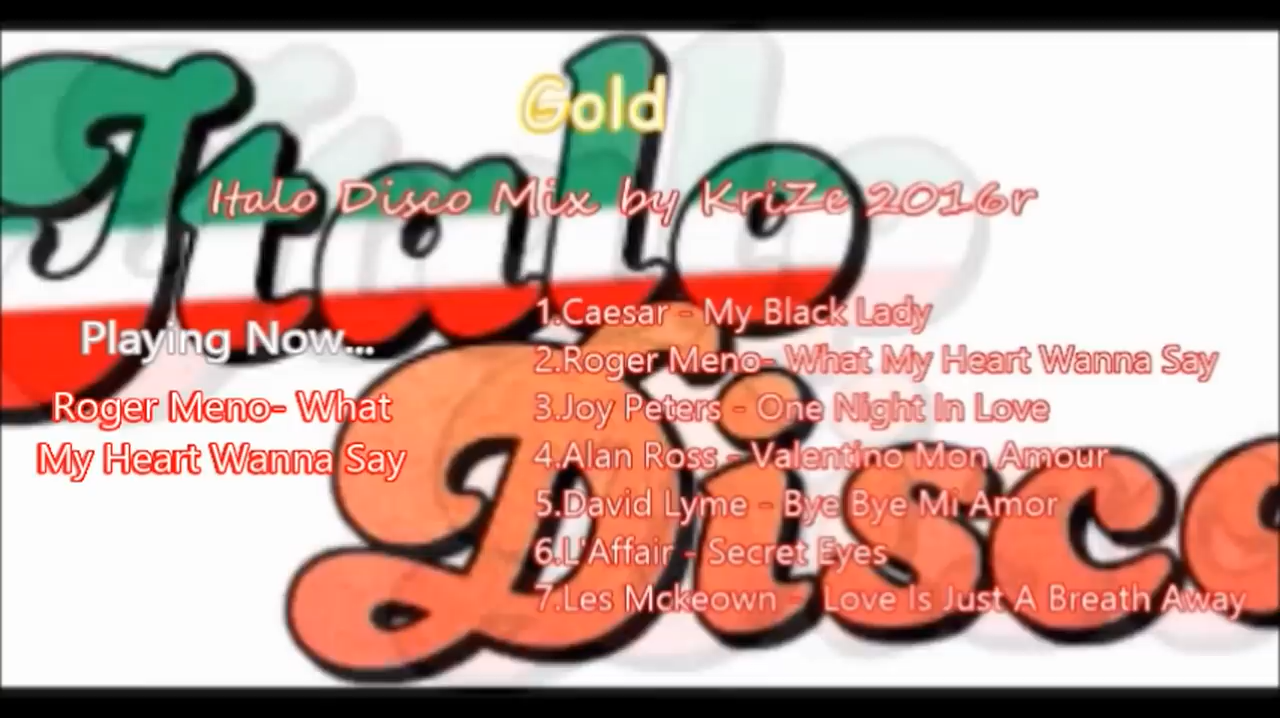 Italo
Disco
Gold
Italo Disco Mix by KriZe 2016r
Playing Now...
Roger Meno- What
My Heart Wanna Say
1.Caesar - My Black Lady
2.Roger Meno- What My Heart Wanna Say
3.Joy Peters - One Night In Love
4.Alan Ross - Valentino Mon Amour
5.David Lyme - Bye Bye Mi Amor
6.L'Affair - Secret Eyes
7.Les Mckeown - Love Is Just A Breath Away